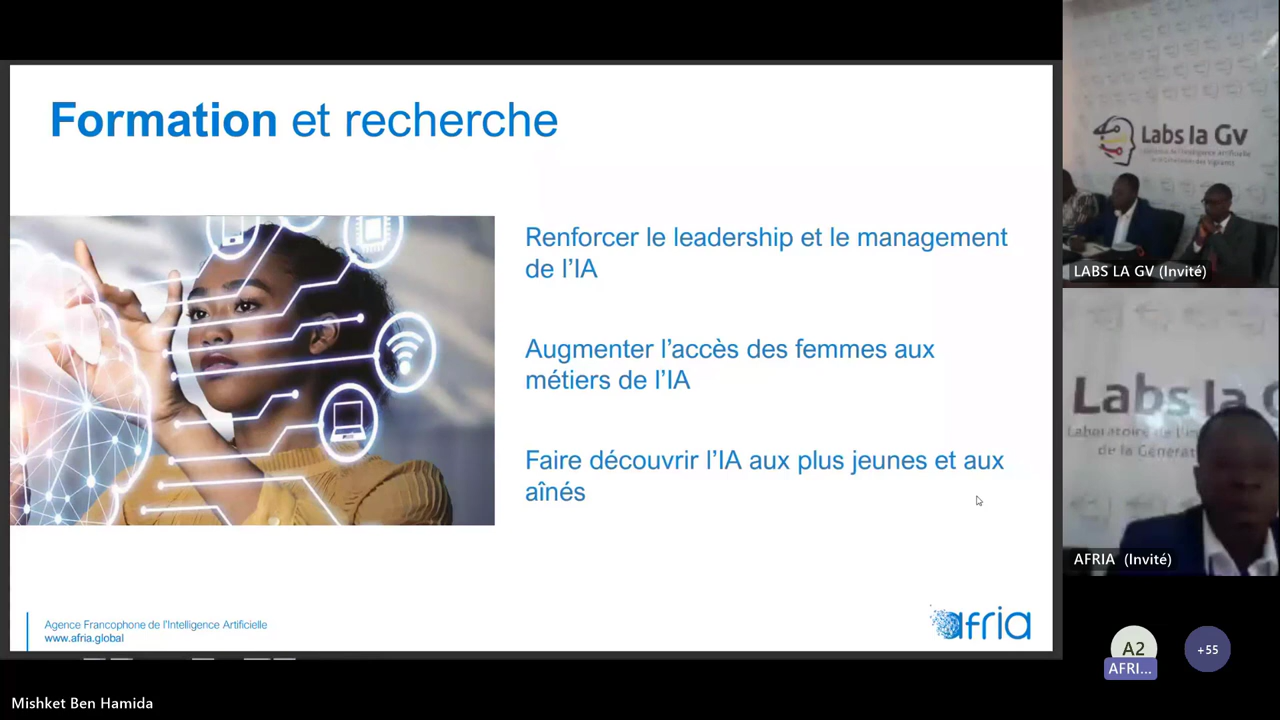 Formation et recherche
Renforcer le leadership et le management
de l'IA
Augmenter l'accès des femmes aux
métiers de l'IA
Faire découvrir l'IA aux plus jeunes et aux
aînés
Agence Francophone de l'Intelligence Artificielle
www.afria.global
afria
Labs la Gv
LABS LA GV (Invité)
Labs la G
Laboratoire de l'In
de la Générat
AFRIA (Invité)
A2
AFRI...
+55
Mishket Ben Hamida